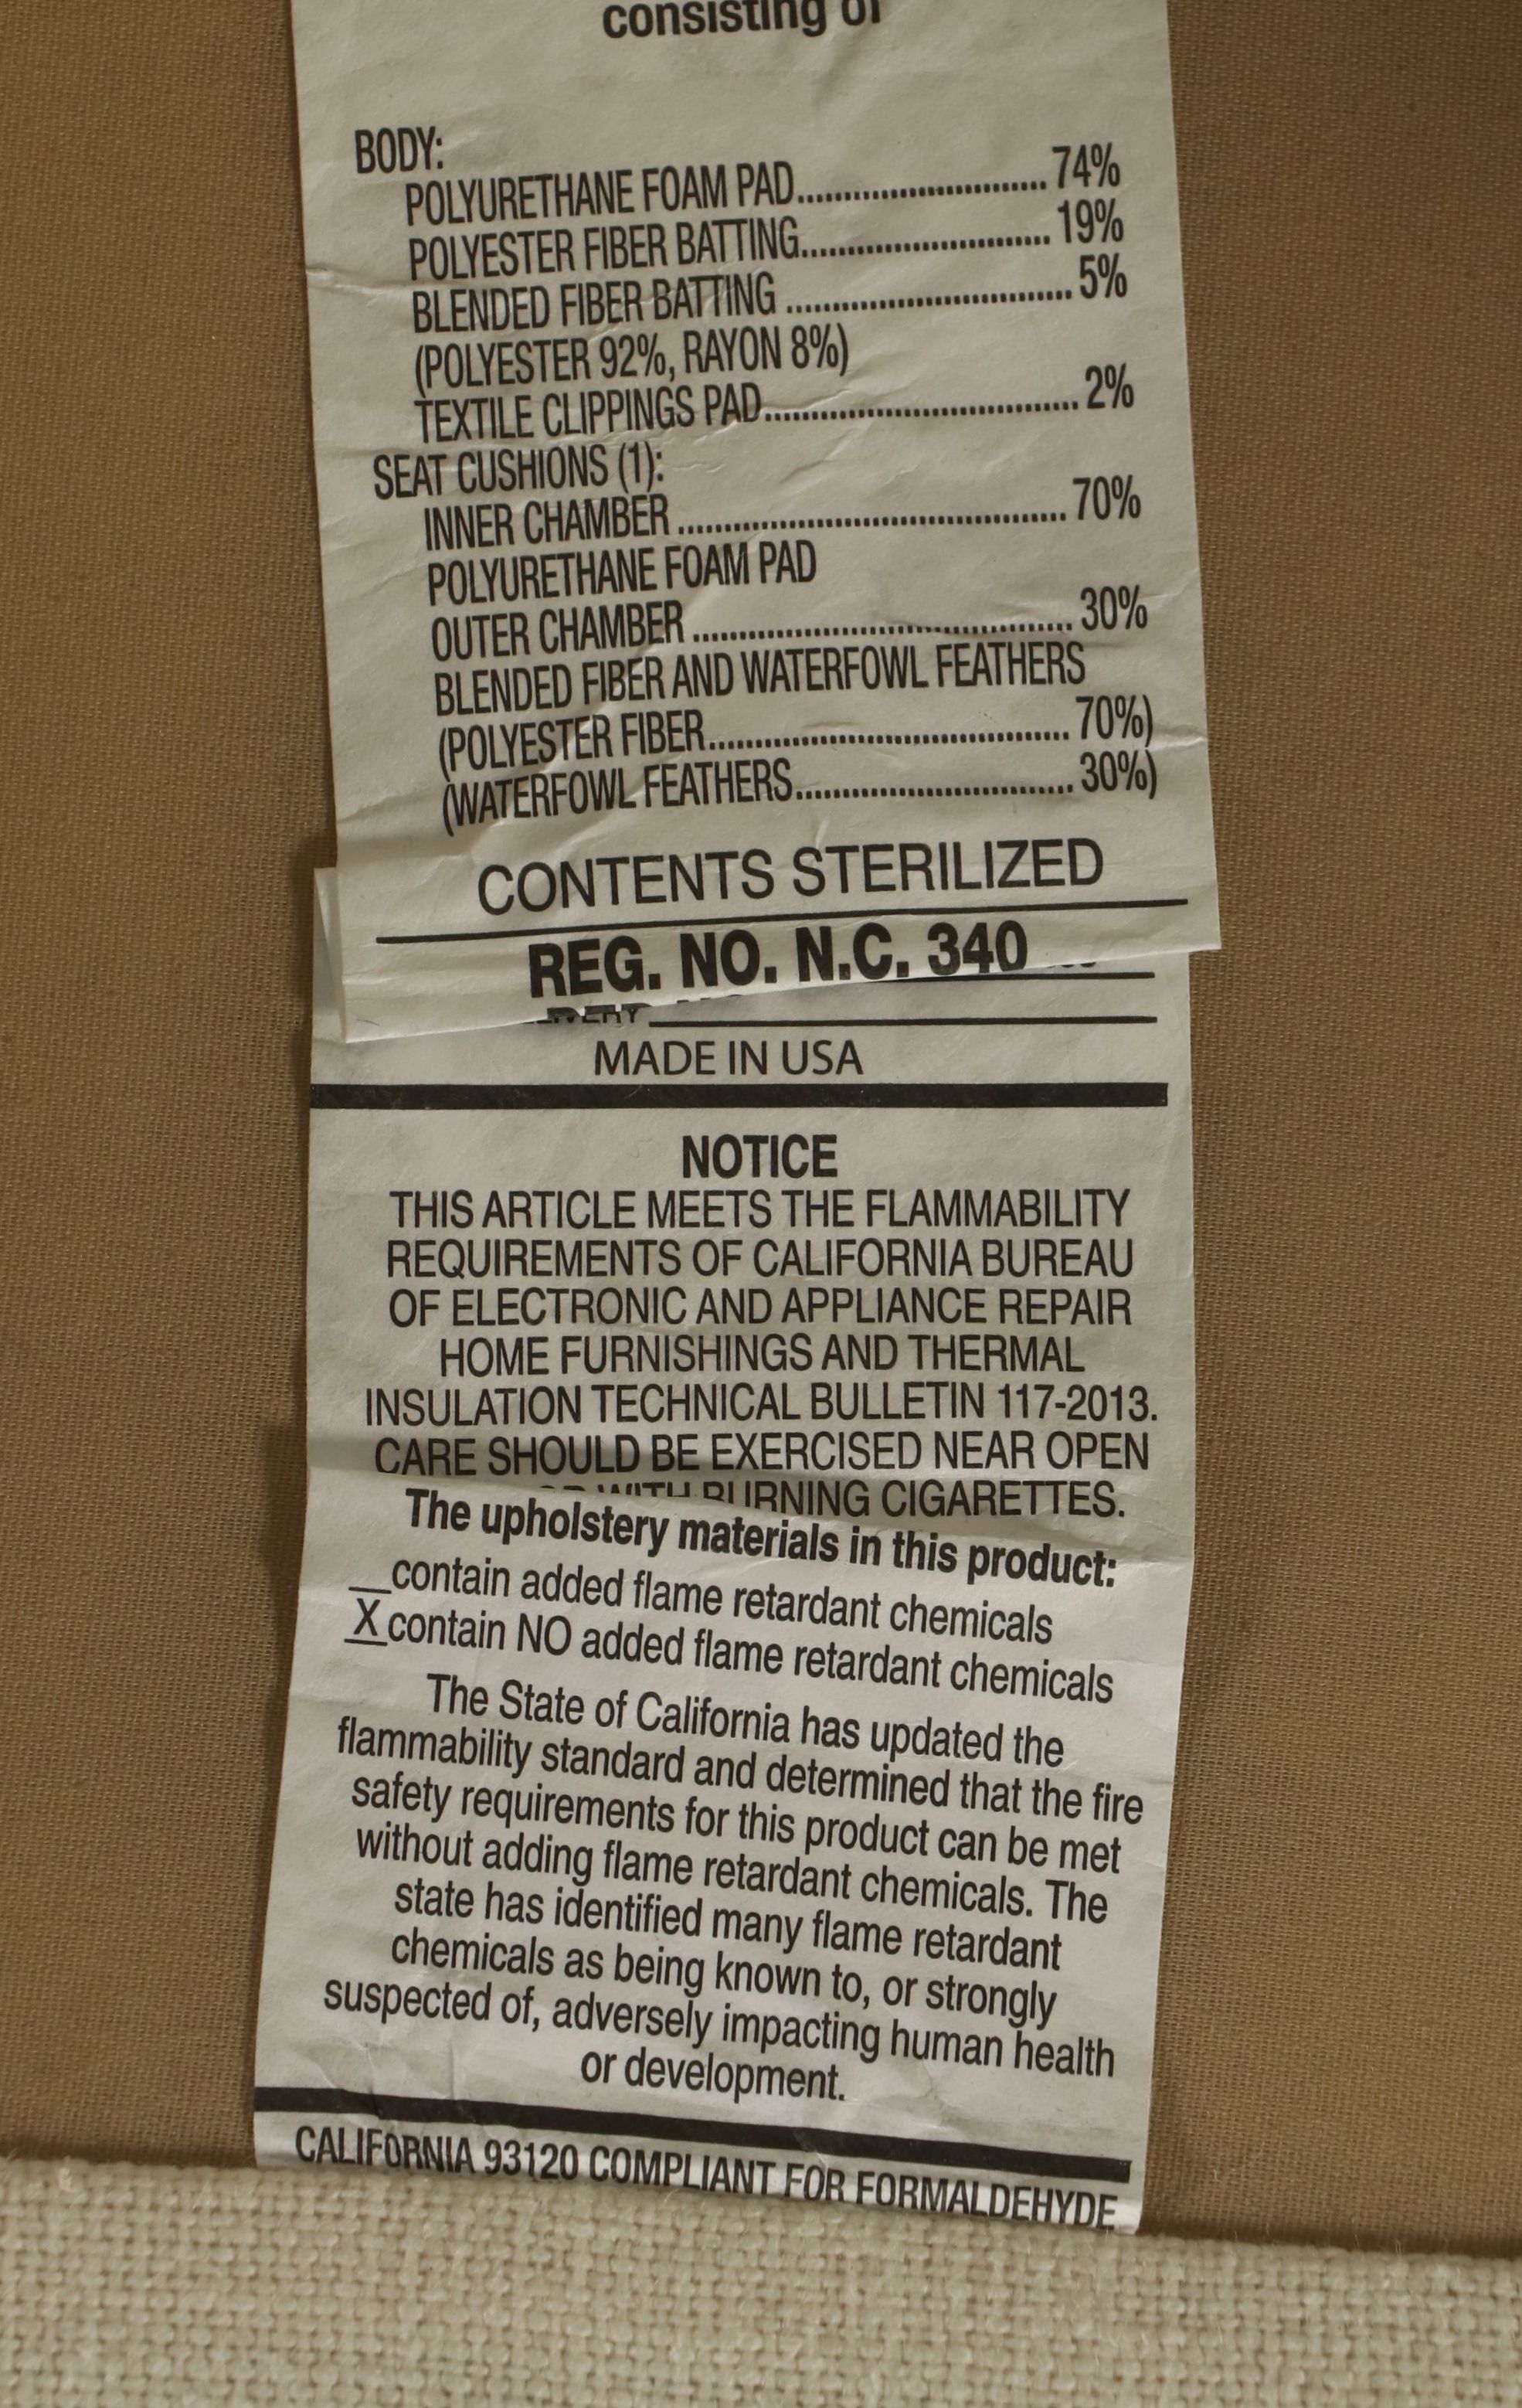 consisting of
BODY:
POLYURETHANE FOAM PAD............................74%
POLYESTER FIBER BATTING...........................19%
BLENDED FIBER BATTING ...............................5%
(POLYESTER 92%, RAYON 8%)
TEXTILE CLIPPINGS PAD..................................2%
SEAT CUSHIONS (1):
INNER CHAMBER ..........................................70%
POLYURETHANE FOAM PAD
OUTER CHAMBER .........................................30%
BLENDED FIBER AND WATERFOWL FEATHERS
(POLYESTER FIBER.......................................70%)
(WATERFOWL FEATHERS..............................30%)
CONTENTS STERILIZED
REG. NO. N.C. 340
MADE IN USA
NOTICE
THIS ARTICLE MEETS THE FLAMMABILITY
REQUIREMENTS OF CALIFORNIA BUREAU
OF ELECTRONIC AND APPLIANCE REPAIR
HOME FURNISHINGS AND THERMAL
INSULATION TECHNICAL BULLETIN 117-2013.
CARE SHOULD BE EXERCISED NEAR OPEN
OR WITH BURNING CIGARETTES.
The upholstery materials in this product:
__contain added flame retardant chemicals
X contain NO added flame retardant chemicals
The State of California has updated the
flammability standard and determined that the fire
safety requirements for this product can be met
without adding flame retardant chemicals. The
state has identified many flame retardant
chemicals as being known to, or strongly
suspected of, adversely impacting human health
or development.
CALIFORNIA 93120 COMPLIANT FOR FORMALDEHYDE